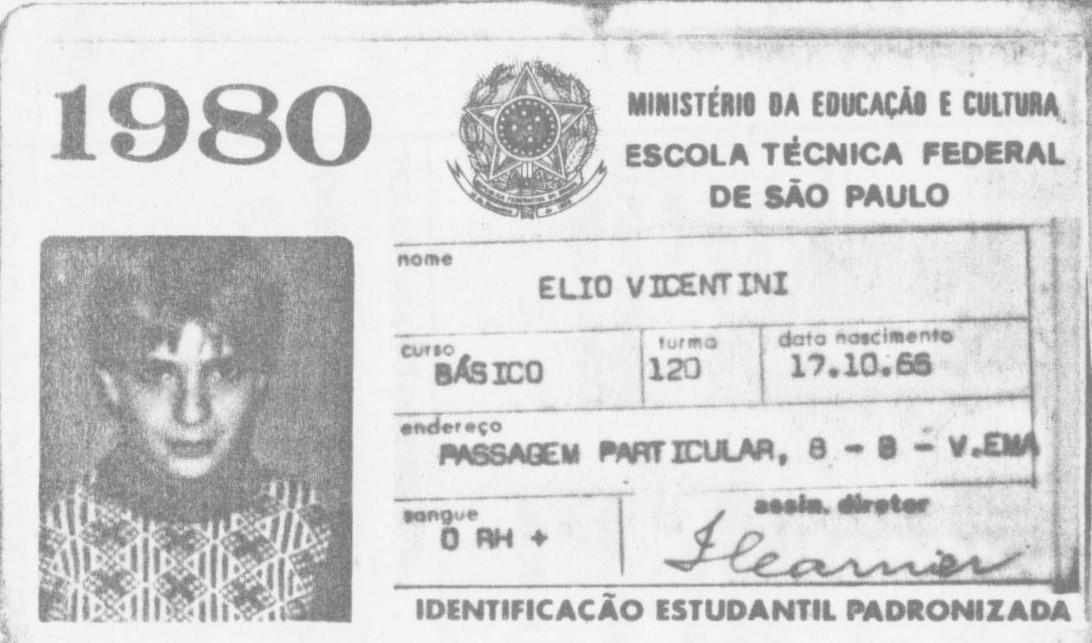 1980
MINISTÉRIO DA EDUCAÇÃO E CULTURA
ESCOLA TÉCNICA FEDERAL
DE SÃO PAULO
nome
ELIO VICENTINI
curso
BÁSICO
turma
120
data nascimento
17.10.65
endereço
PASSAGEM PARTICULAR, 8 - B - V.EMA
sangue
O RH +
assin. diretor
IDENTIFICAÇÃO ESTUDANTIL PADRONIZADA